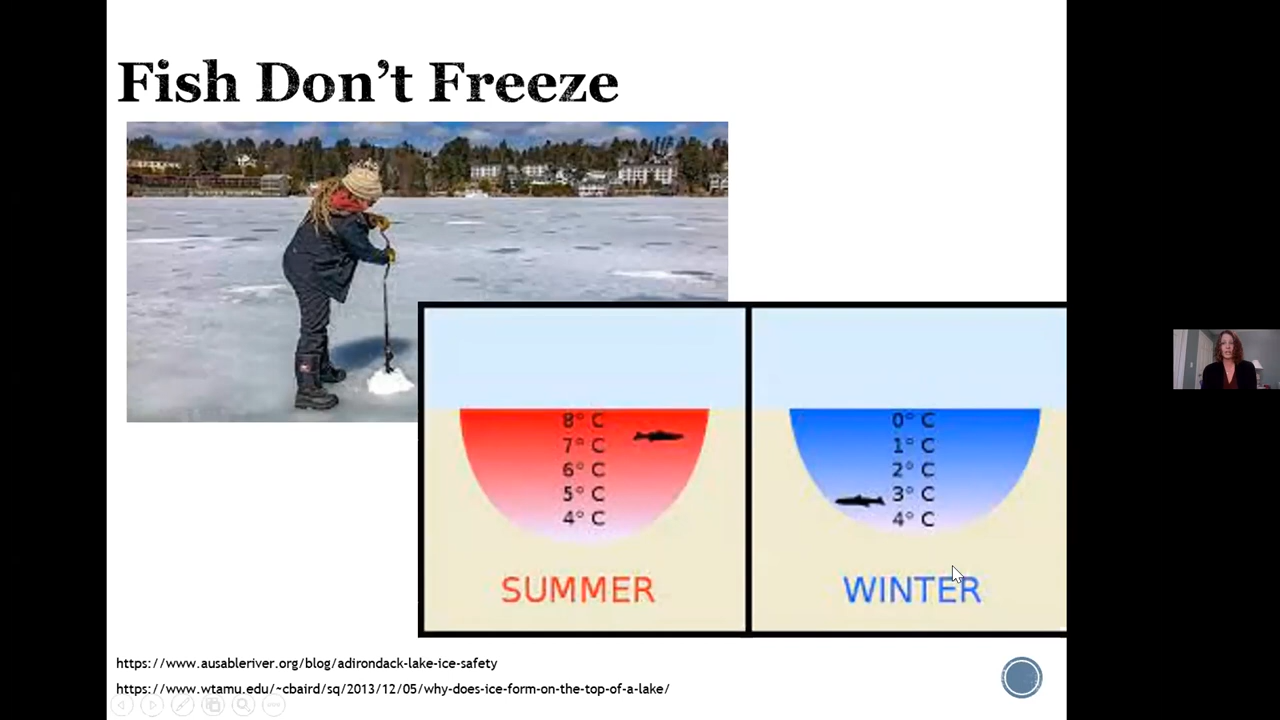 Fish Don't Freeze
8° C
7° C
6° C
5° C
4° C
SUMMER
0° C
1° C
2° C
3° C
4° C
WINTER
https://www.ausableriver.org/blog/adirondack-lake-ice-safety
https://www.wtamu.edu/~cbaird/sq/2013/12/05/why-does-ice-form-on-the-top-of-a-lake/